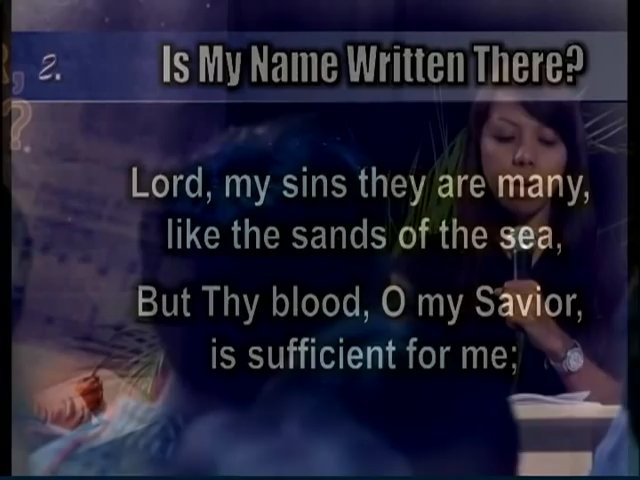 2. Is My Name Written There?
Lord, my sins they are many,
like the sands of the sea,
But Thy blood, O my Savior,
is sufficient for me;